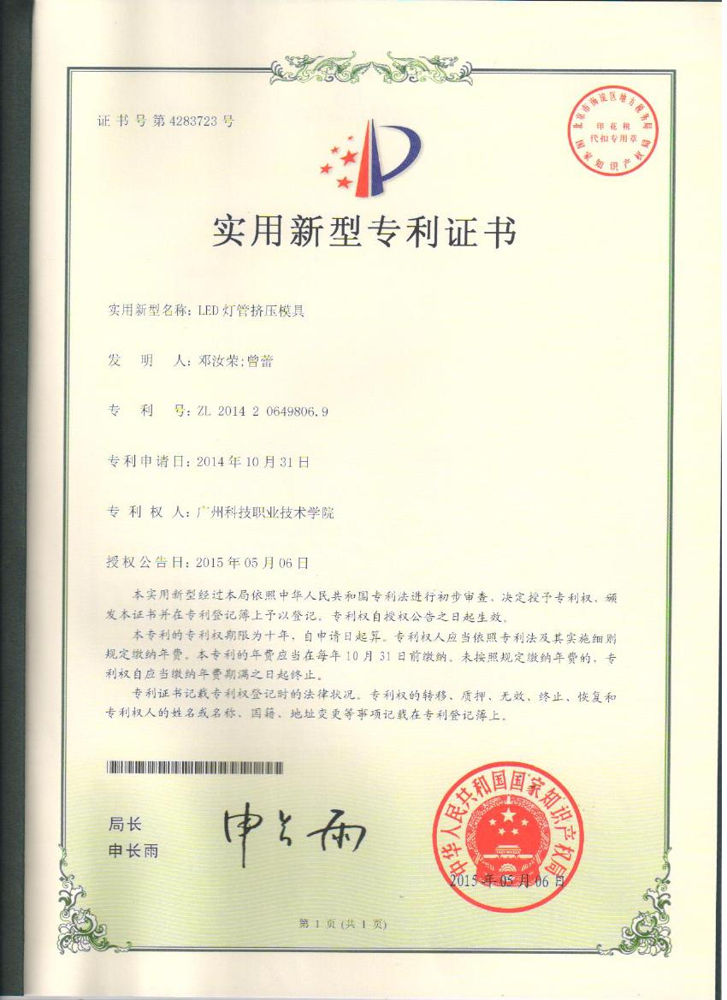 证书号第4283723号
北京市海淀区地方税务局
印花税
代扣专用章
国家知识产权局
实用新型专利证书
实用新型名称：LED灯管挤压模具
发明人：邓汝荣;曾蕾
专利号：ZL 2014 2 0649806.9
专利申请日：2014年10月31日
专利权人：广州科技职业技术学院
授权公告日：2015年05月06日
本实用新型经过本局依照中华人民共和国专利法进行初步审查，决定授予专利权，颁
发本证书并在专利登记簿上予以登记。专利权自授权公告之日起生效。
本专利的专利权期限为十年，自申请日起算。专利权人应当依照专利法及其实施细则
规定缴纳年费。本专利的年费应当在每年10月31日前缴纳。未按照规定缴纳年费的，专
利权自应当缴纳年费期满之日起终止。
专利证书记载专利权登记时的法律状况。专利权的转移、质押、无效、终止、恢复和
专利权人的姓名或名称、国籍、地址变更等事项记载在专利登记簿上。
局长
申长雨
申长雨
中华人民共和国国家知识产权局
2015年05月06日
第1页(共1页)